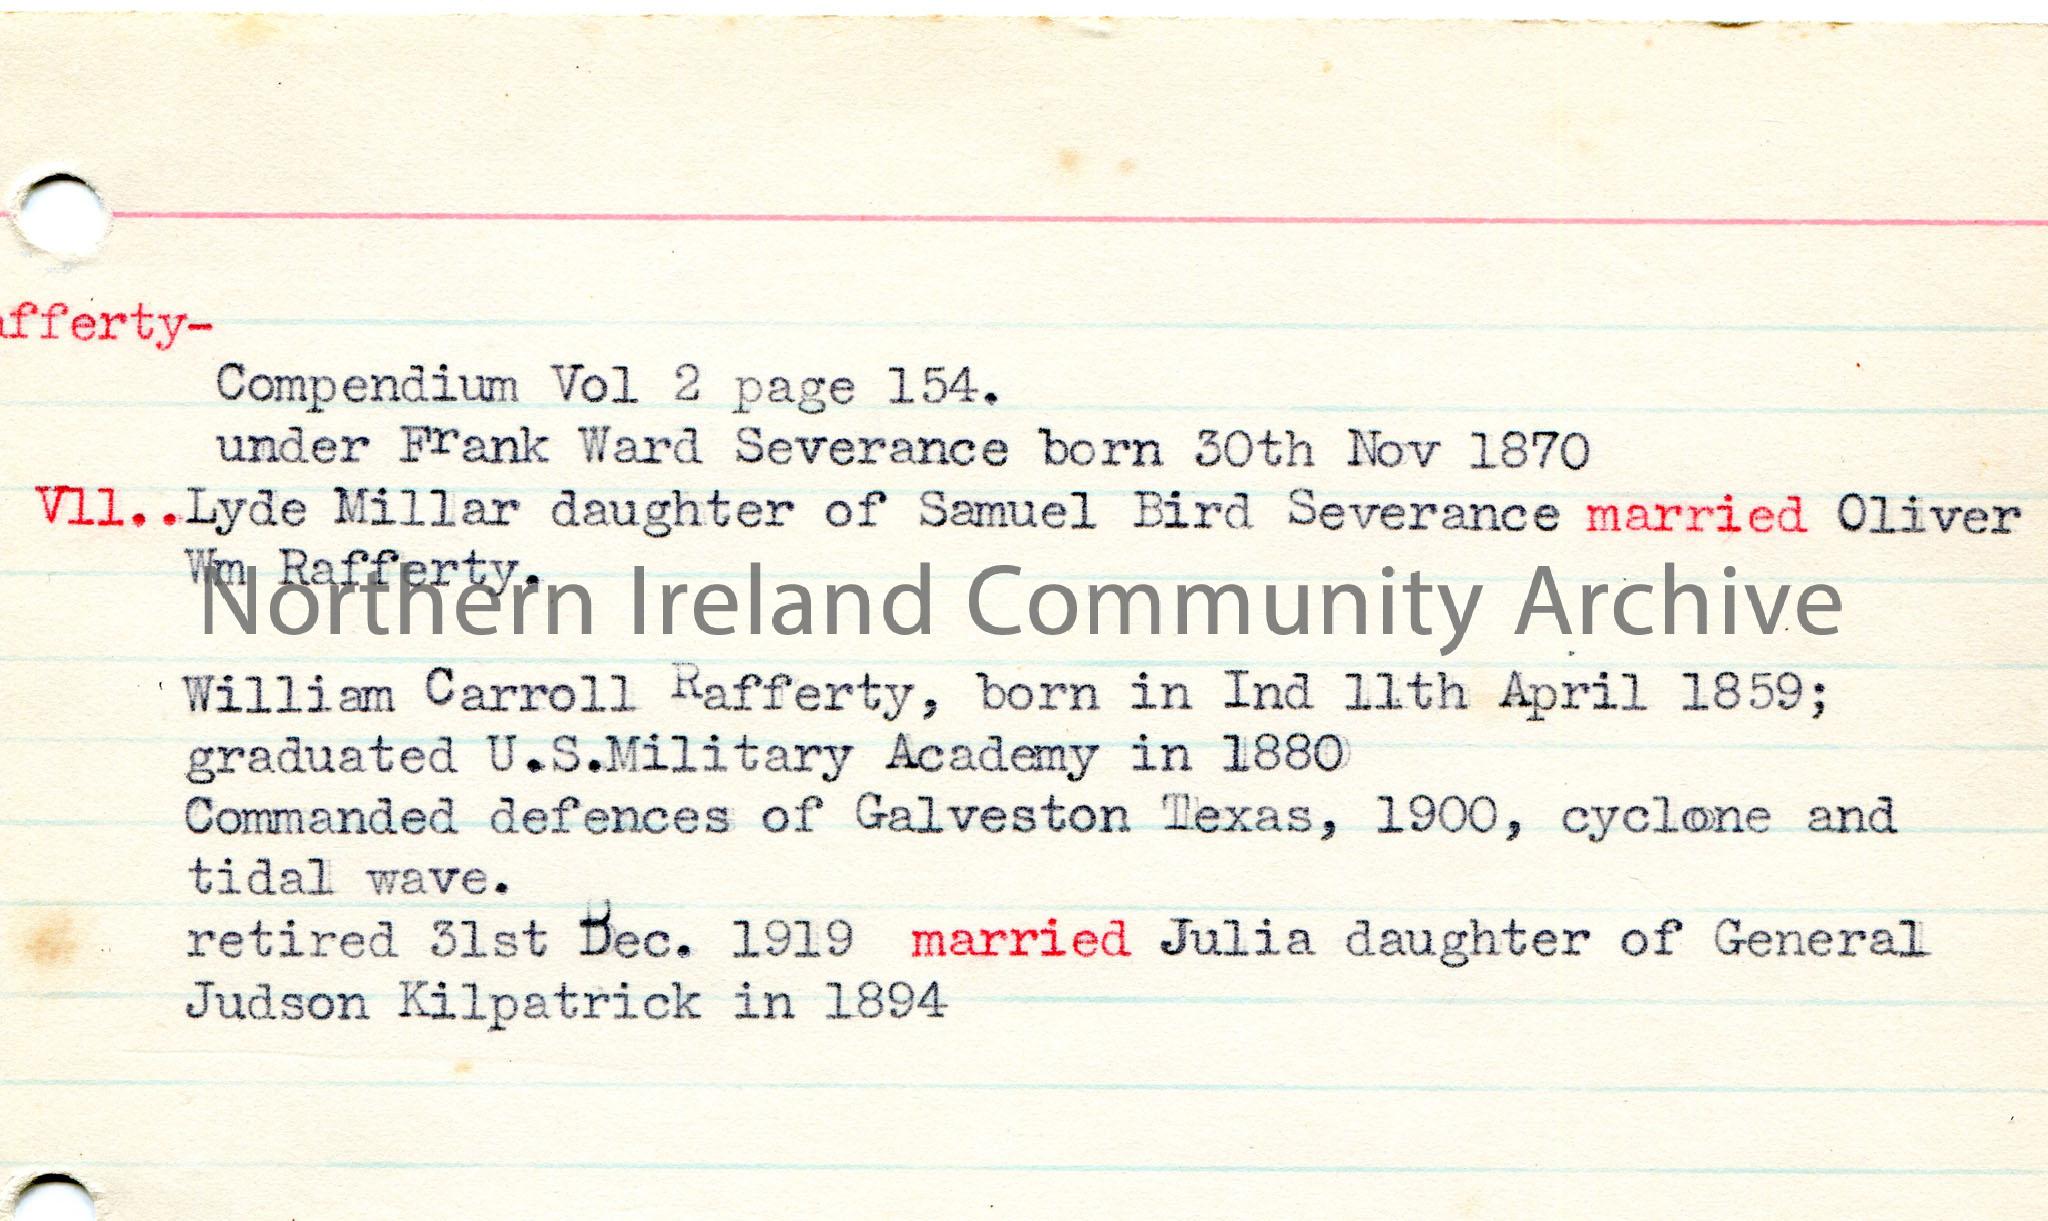 afferty-
Compendium Vol 2 page 154.
under Frank Ward Severance born 30th Nov 1870
Vll..Lyde Millar daughter of Samuel Bird Severance married Oliver
Wm Rafferty.
Northern Ireland Community Archive
William Carroll Rafferty, born in Ind 11th April 1859;
graduated U.S.Military Academy in 1880
Commanded defences of Galveston Texas, 1900, cyclone and
tidal wave.
retired 31st Dec. 1919 married Julia daughter of General
Judson Kilpatrick in 1894